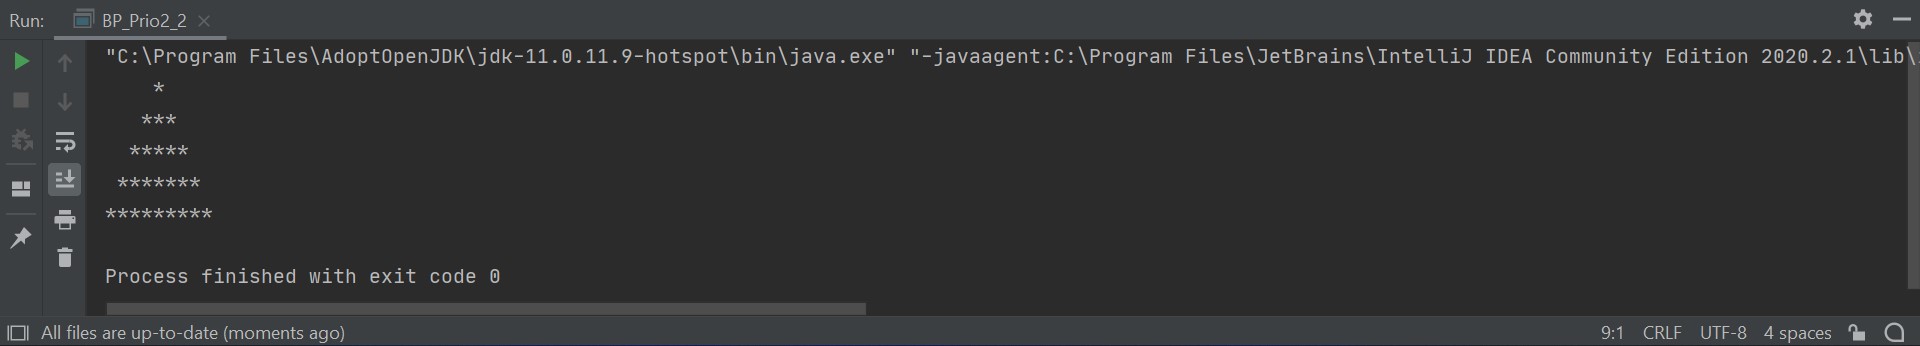 Run: BP_Prio2_2
"C:\Program Files\AdoptOpenJDK\jdk-11.0.11.9-hotspot\bin\java.exe" "-javaagent:C:\Program Files\JetBrains\IntelliJ IDEA Community Edition 2020.2.1\lib\
    *
   ***
  *****
 *******
*********
Process finished with exit code 0
All files are up-to-date (moments ago) 9:1 CRLF UTF-8 4 spaces